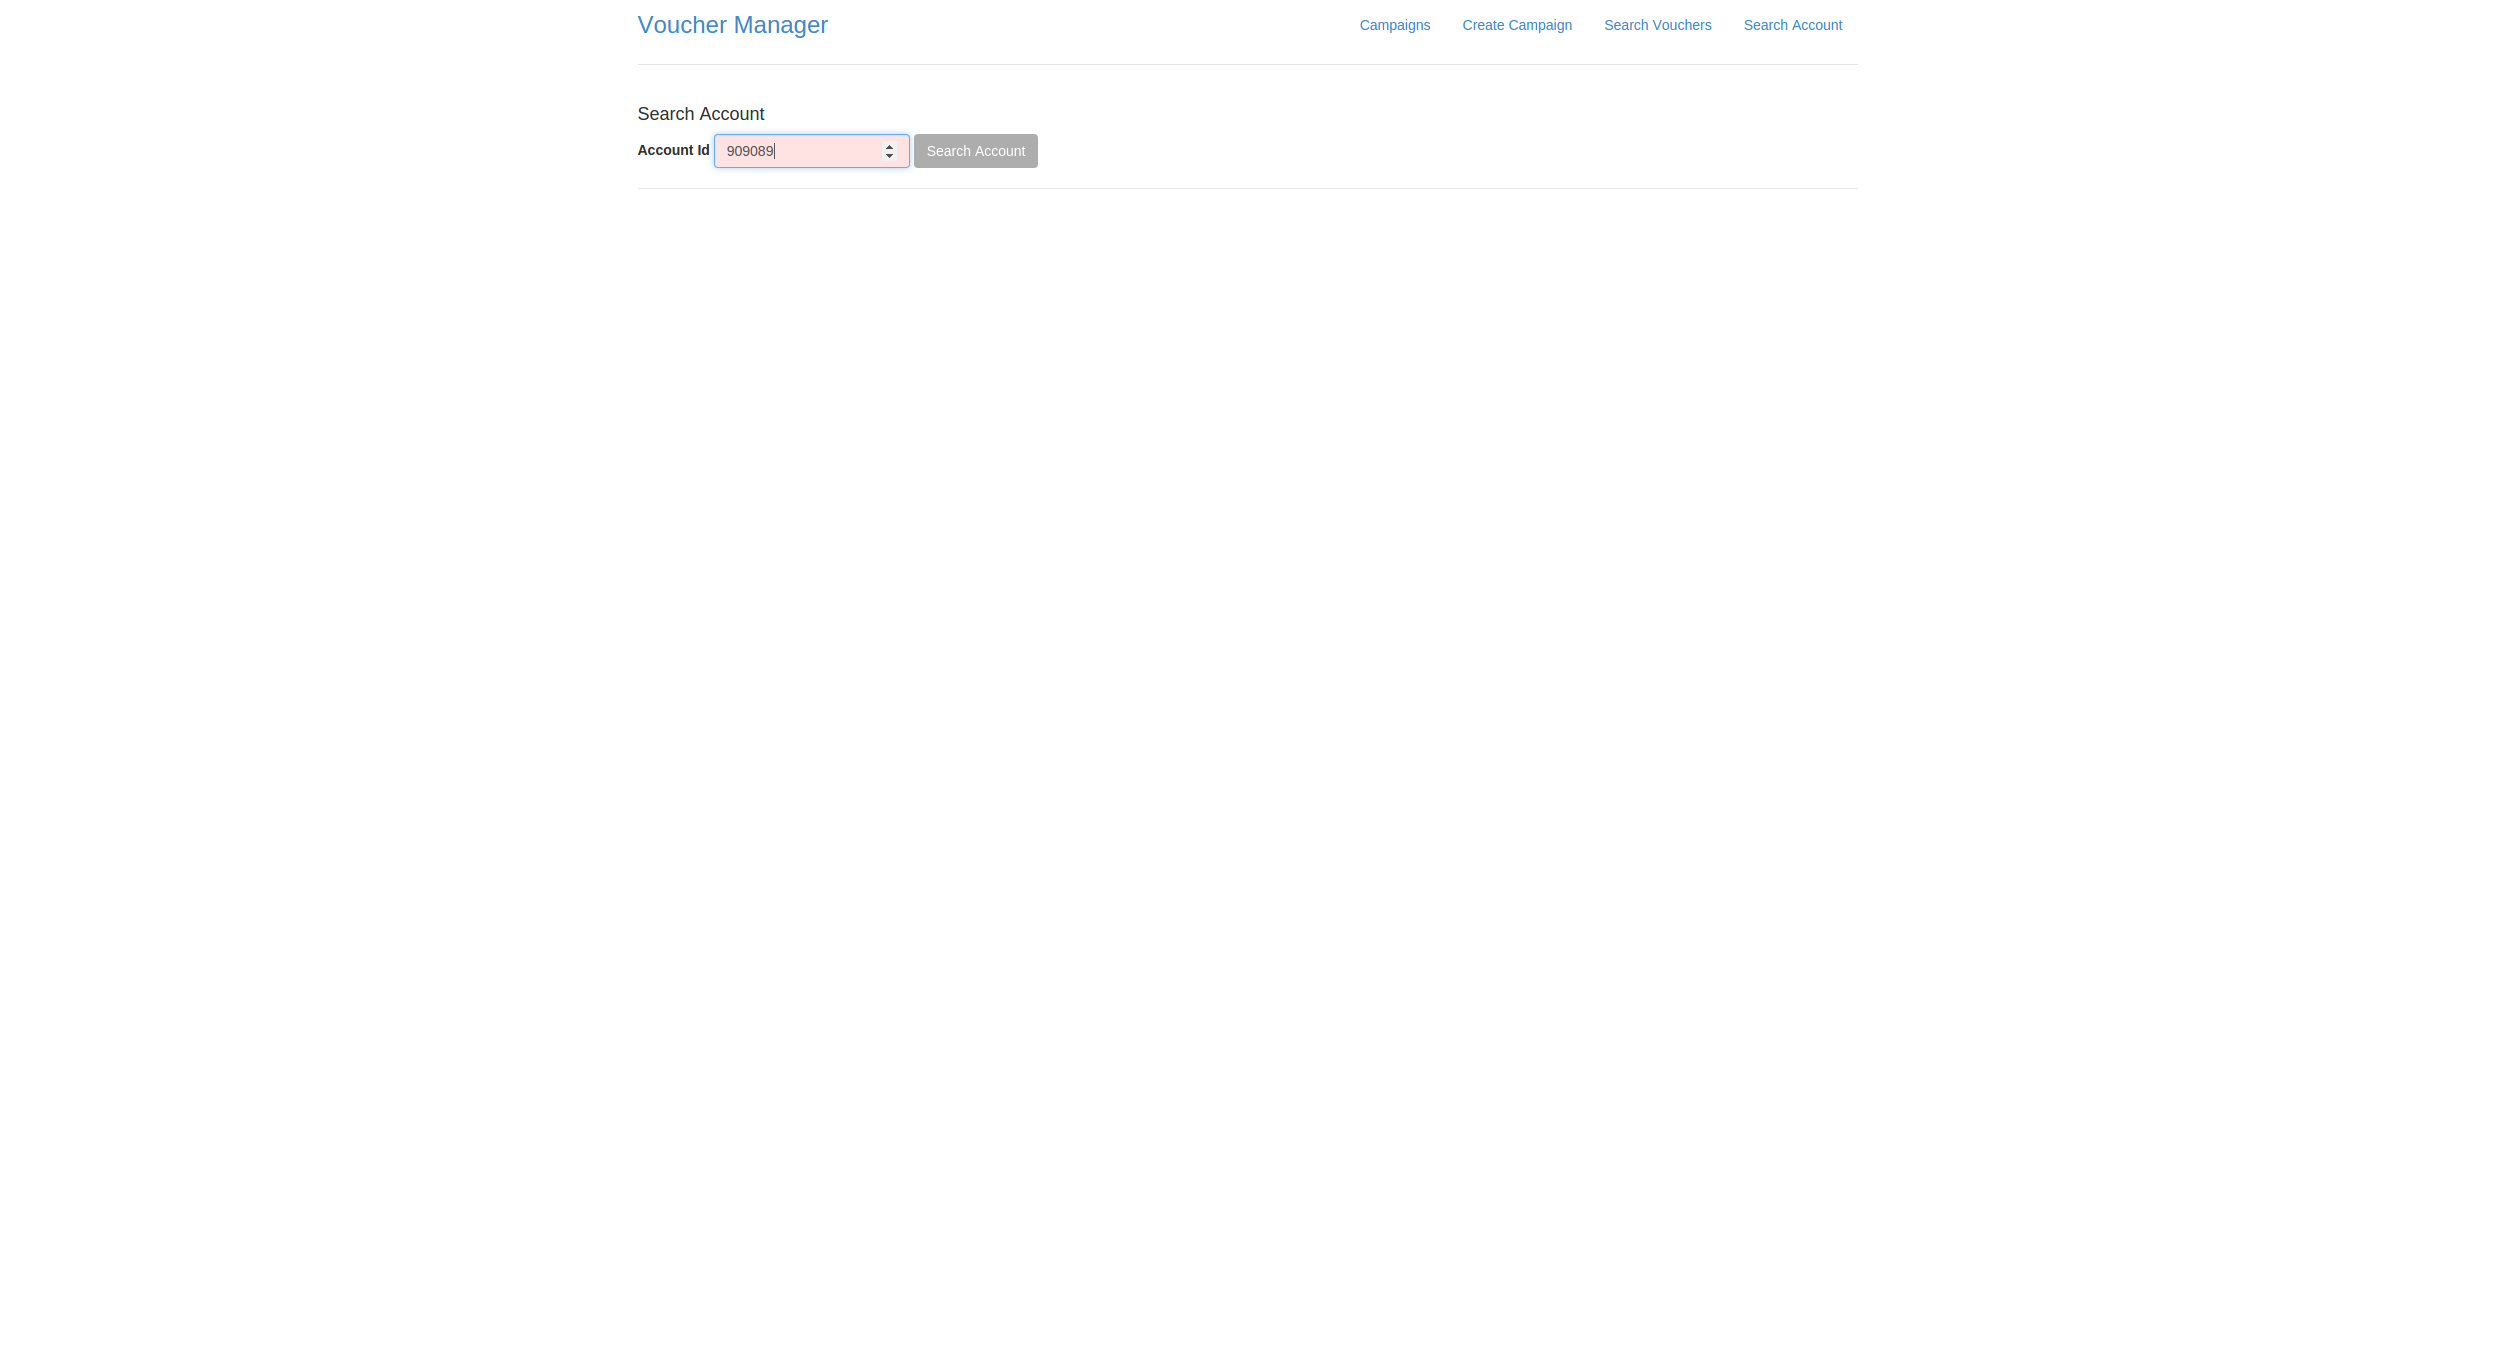 Voucher Manager
Campaigns Create Campaign Search Vouchers Search Account
Search Account
Account Id 909089 Search Account